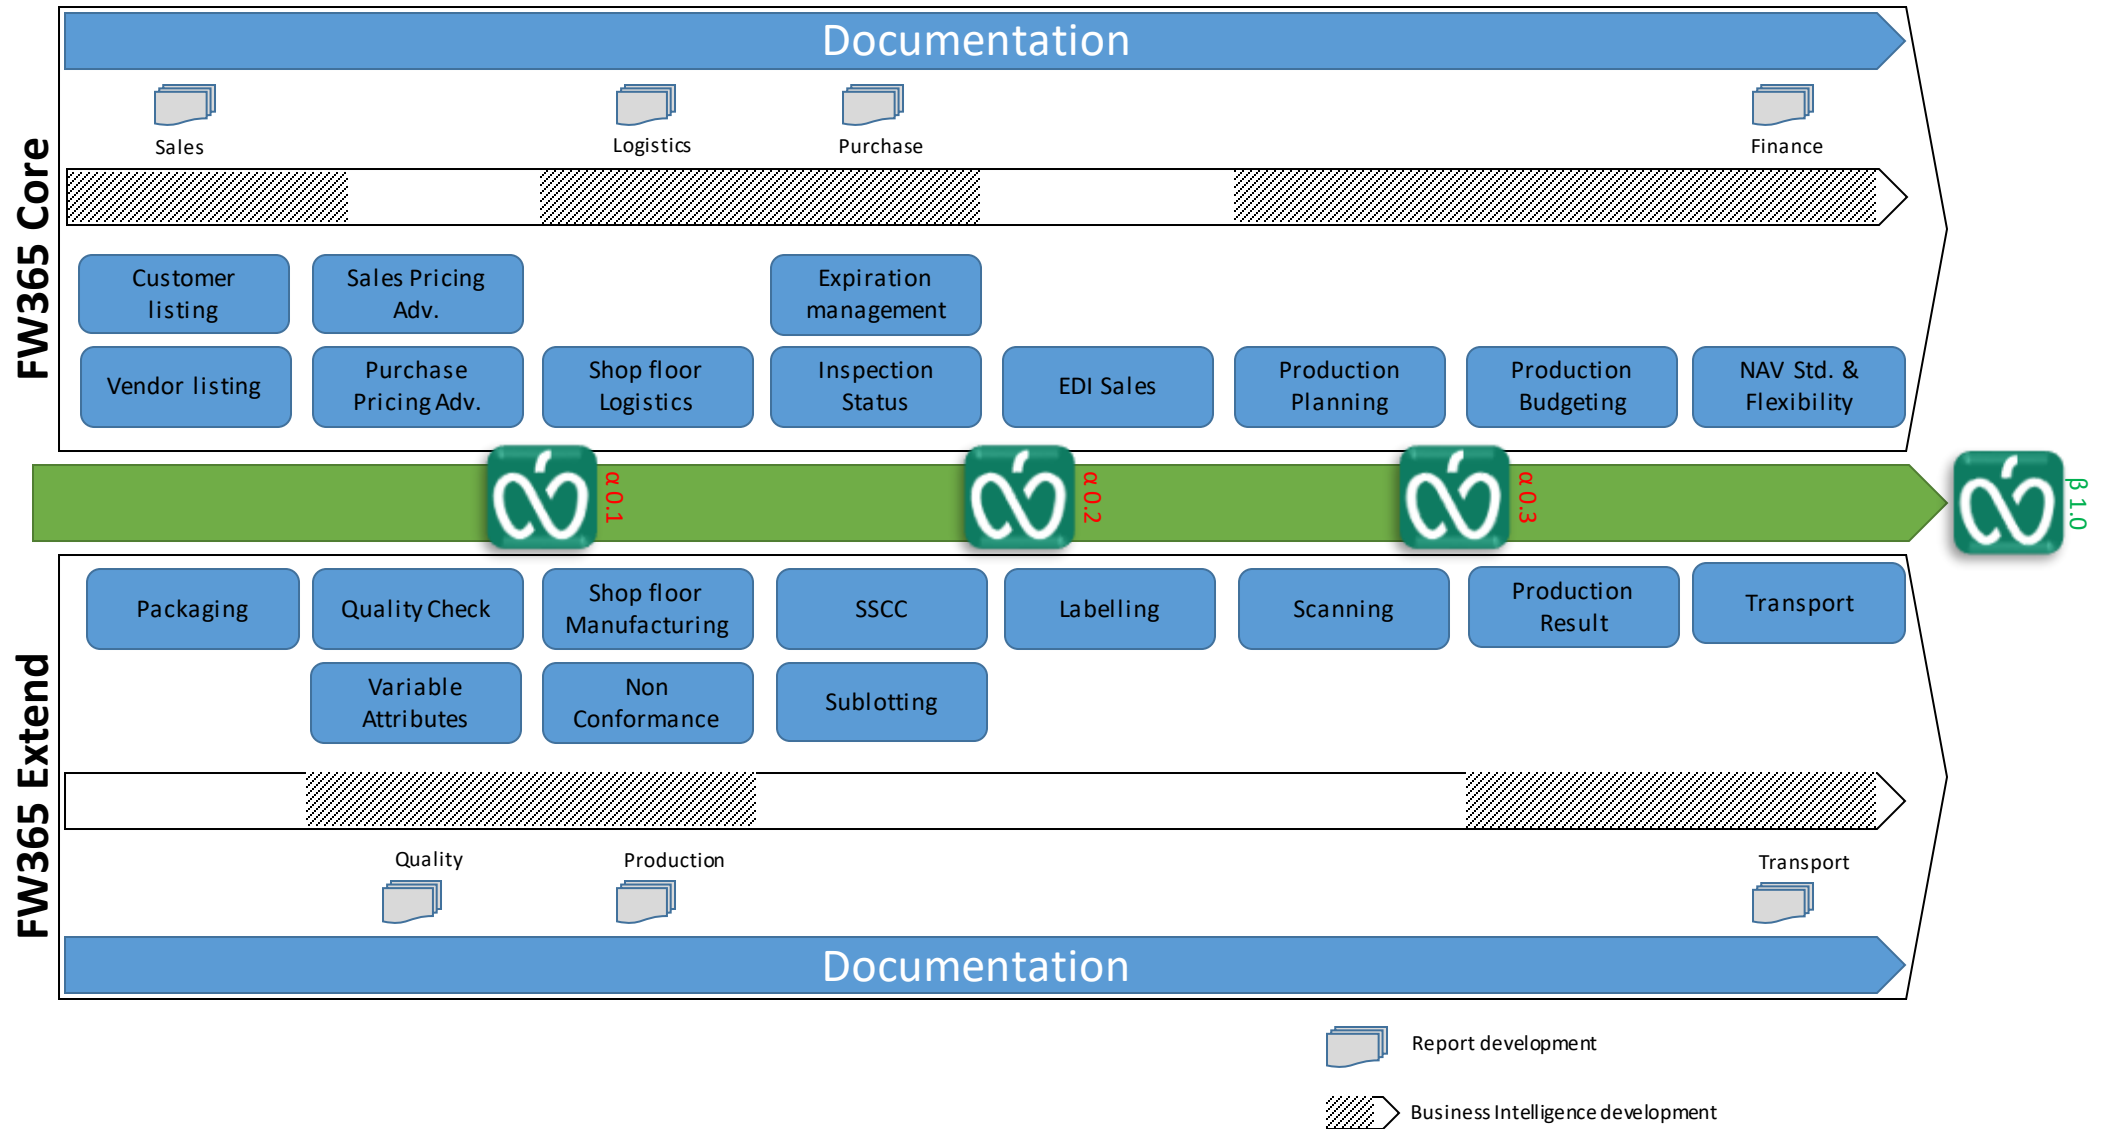 Documentation
Sales
Logistics
Purchase
Finance
FW365 Core
Customer
listing
Sales Pricing
Adv.
Expiration
management
Vendor listing
Purchase
Pricing Adv.
Shop floor
Logistics
Inspection
Status
EDI Sales
Production
Planning
Production
Budgeting
NAV Std. &
Flexibility
α 0.1
α 0.2
α 0.3
β 1.0
FW365 Extend
Packaging
Quality Check
Shop floor
Manufacturing
SSCC
Labelling
Scanning
Production
Result
Transport
Variable
Attributes
Non
Conformance
Sublotting
Quality
Production
Transport
Documentation
Report development
Business Intelligence development